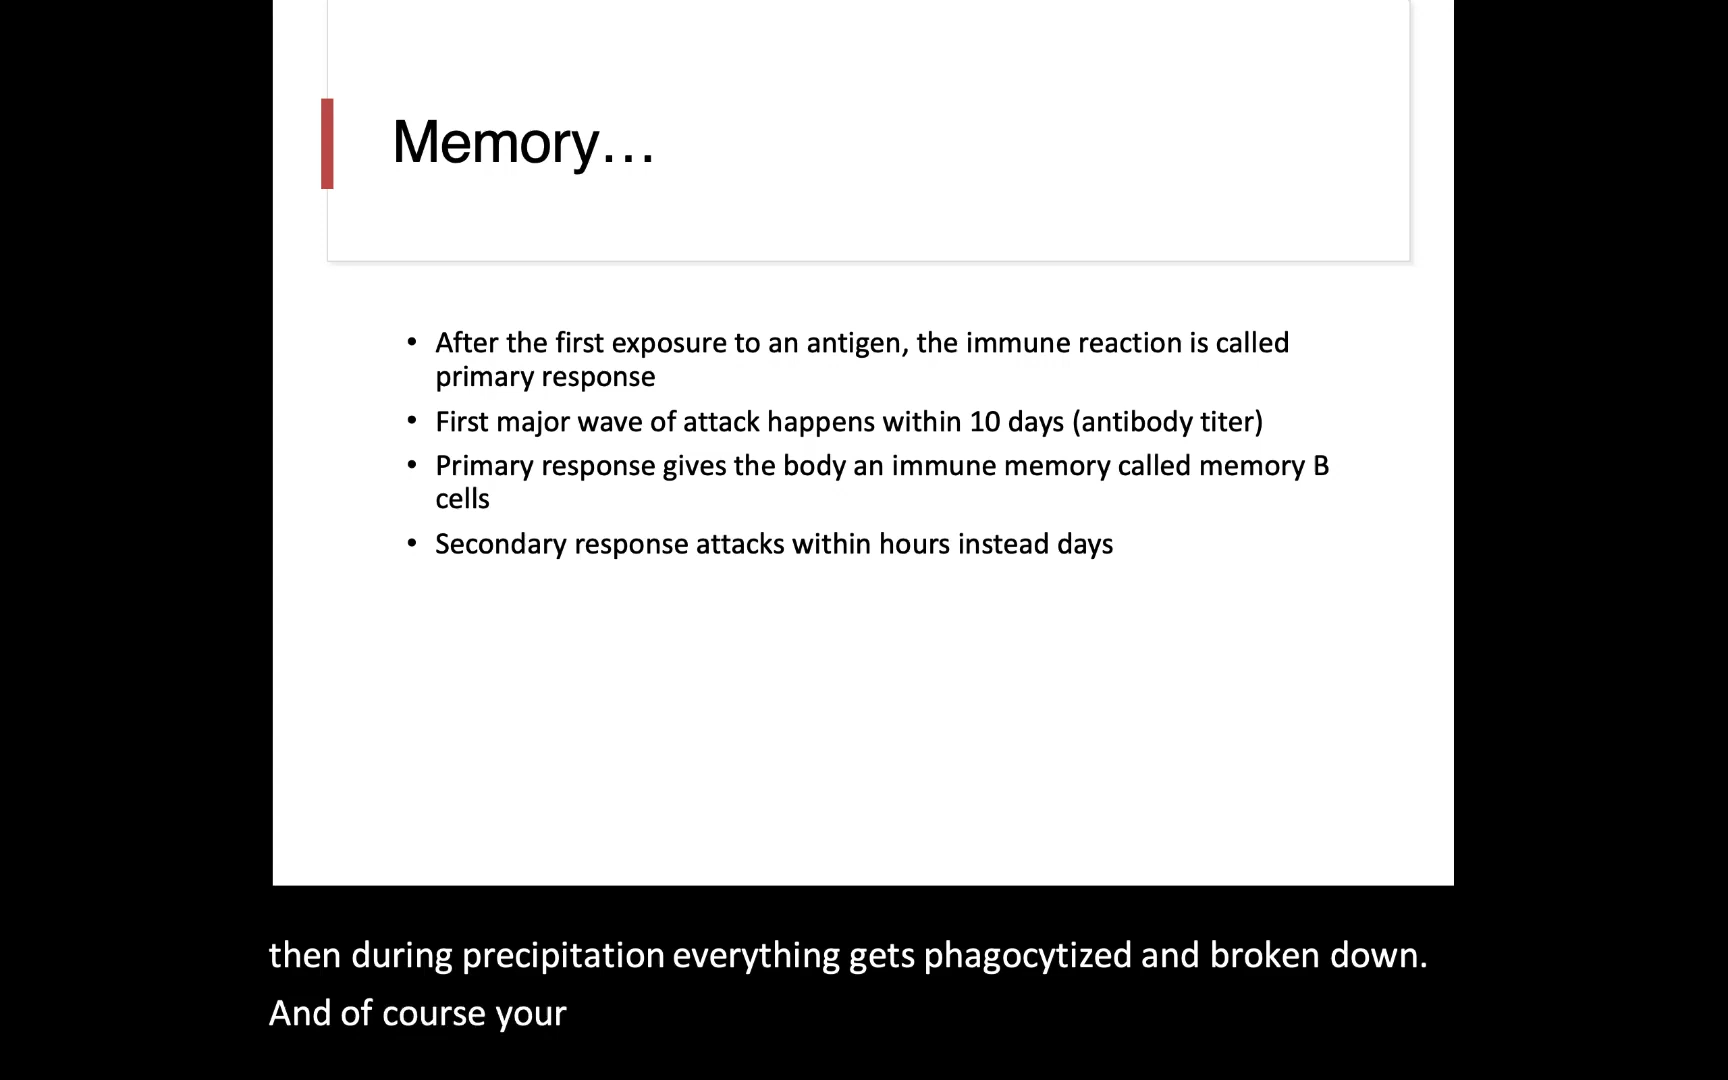 Memory…
• After the first exposure to an antigen, the immune reaction is called
primary response
• First major wave of attack happens within 10 days (antibody titer)
• Primary response gives the body an immune memory called memory B
cells
• Secondary response attacks within hours instead days
then during precipitation everything gets phagocytized and broken down.
And of course your